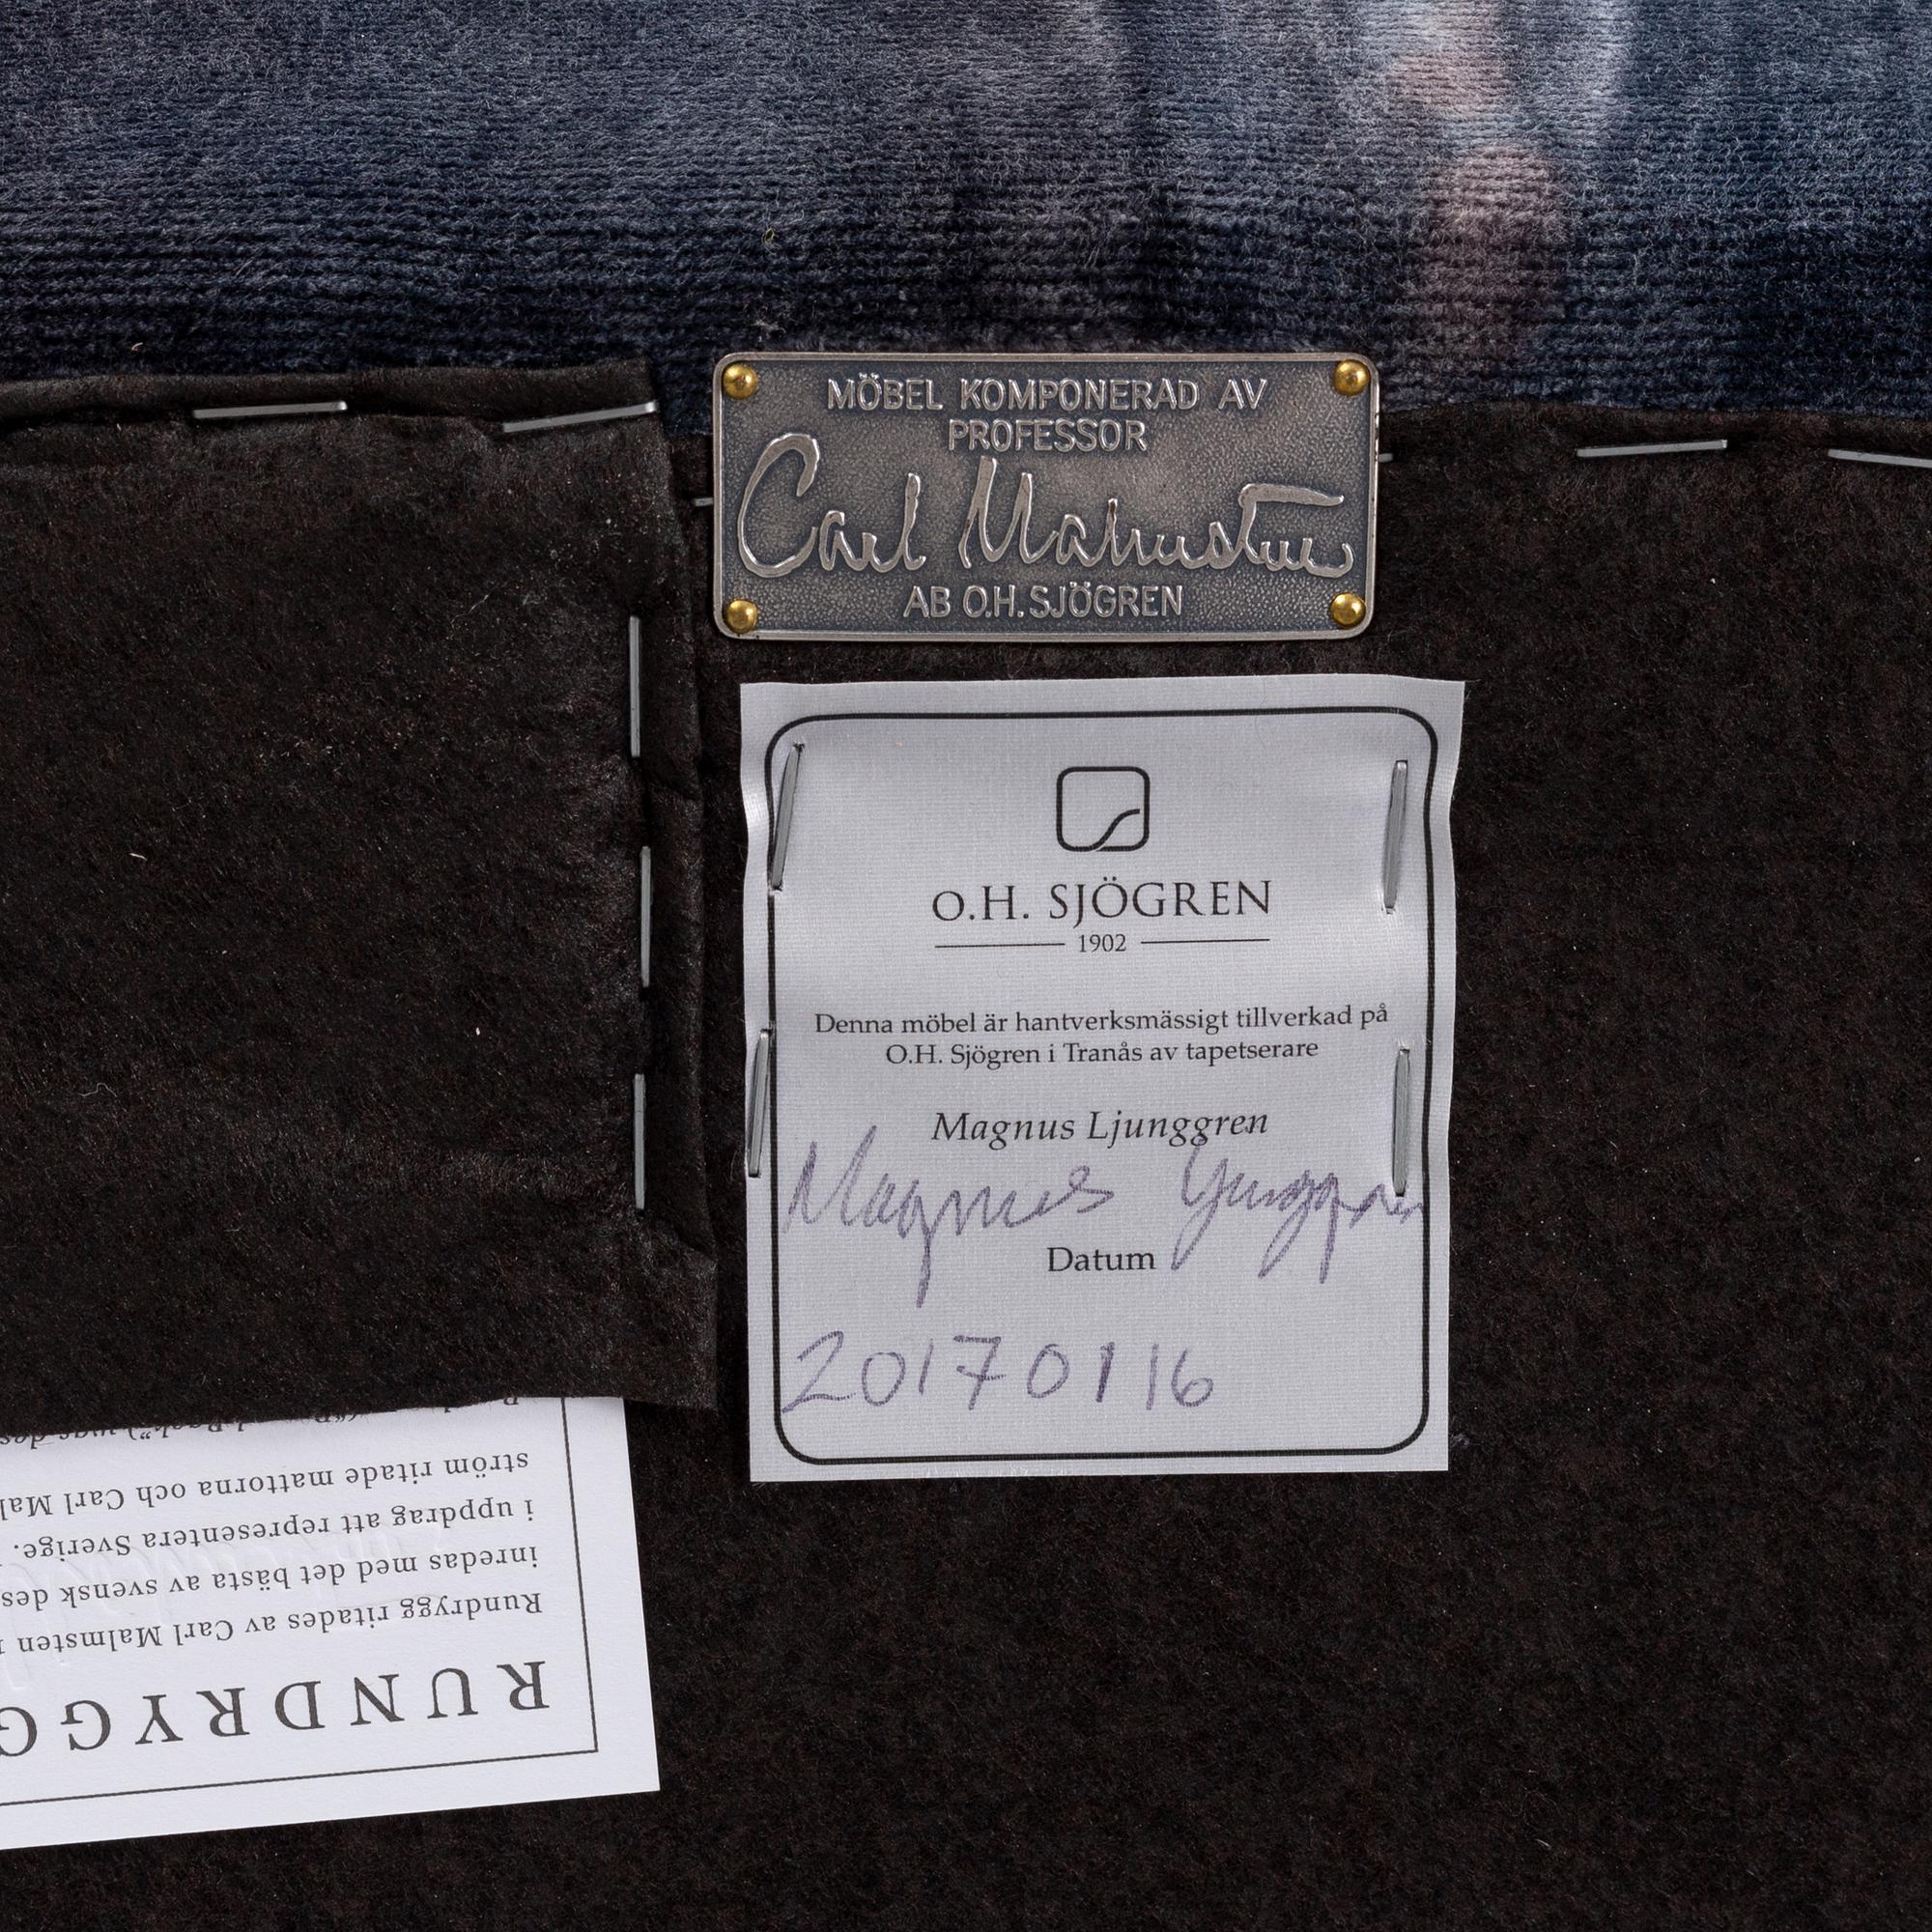 MÖBEL KOMPONERAD AV
PROFESSOR
Carl Malmsten
AB O.H. SJÖGREN
O.H. SJÖGREN
1902
Denna möbel är hantverksmässigt tillverkad på
O.H. Sjögren i Tranås av tapetserare
Magnus Ljunggren
Magnus Ljunggren
Datum
20170116
RUNDRYGG
Rundrygg ritades av Carl Malmsten
inredas med det bästa av svensk des
i uppdrag att representera Sverige.
ström ritade mattorna och Carl Mal